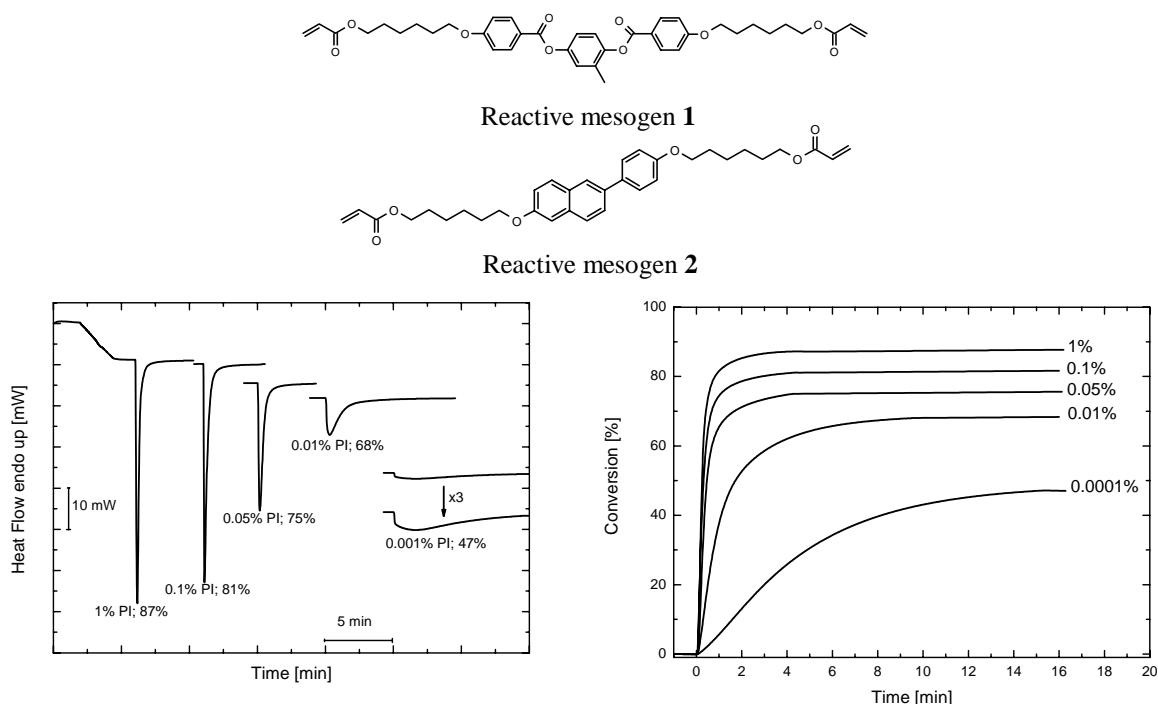 O
O
O
O
O
O
O
O
O
O
Reactive mesogen 1
O
O
O
O
O
O
Reactive mesogen 2
Heat Flow endo up [mW]
10 mW
1% PI; 87%
0.1% PI; 81%
0.05% PI; 75%
0.01% PI; 68%
x3
0.001% PI; 47%
5 min
Time [min]
Conversion [%]
100
80
60
40
20
0
1%
0.1%
0.05%
0.01%
0.0001%
0 2 4 6 8 10 12 14 16 18 20
Time [min]